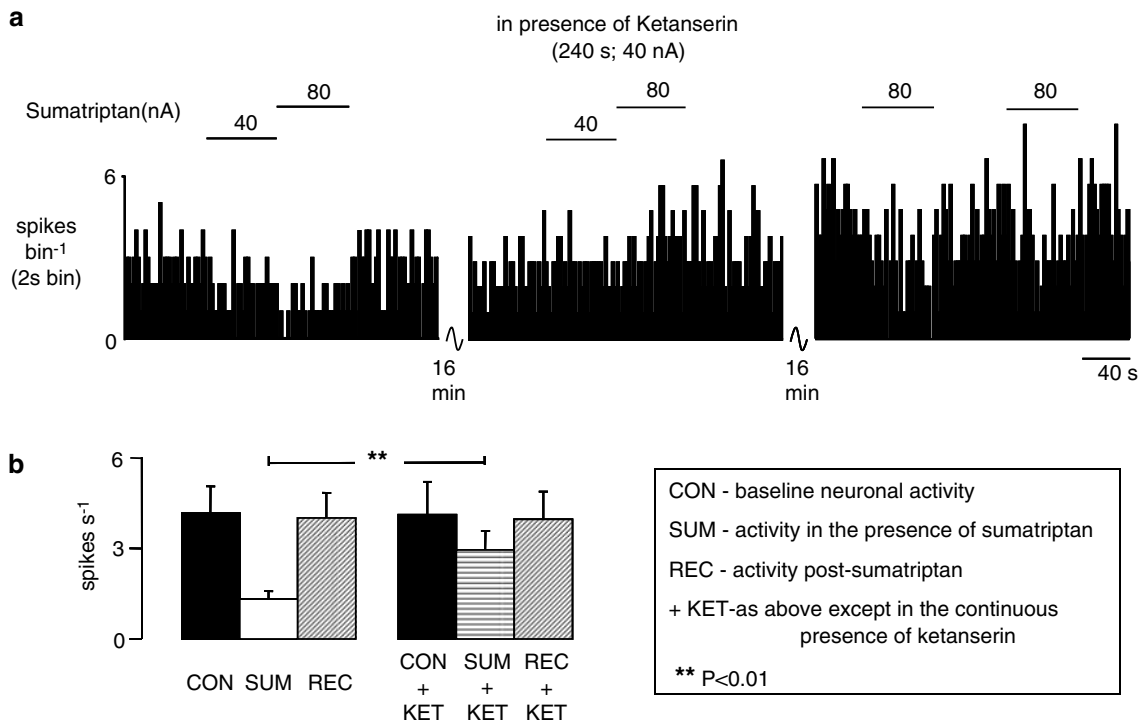 a
in presence of Ketanserin
(240 s; 40 nA)
Sumatriptan(nA)
40
80
40
80
80
80
6
spikes
bin-1
(2s bin)
0
16
min
16
min
40 s
b
6
3
0
spikes s-1
**
CON SUM REC
CON SUM REC
+ + +
KET KET KET
CON - baseline neuronal activity
SUM - activity in the presence of sumatriptan
REC - activity post-sumatriptan
+ KET-as above except in the continuous
presence of ketanserin
** P<0.01